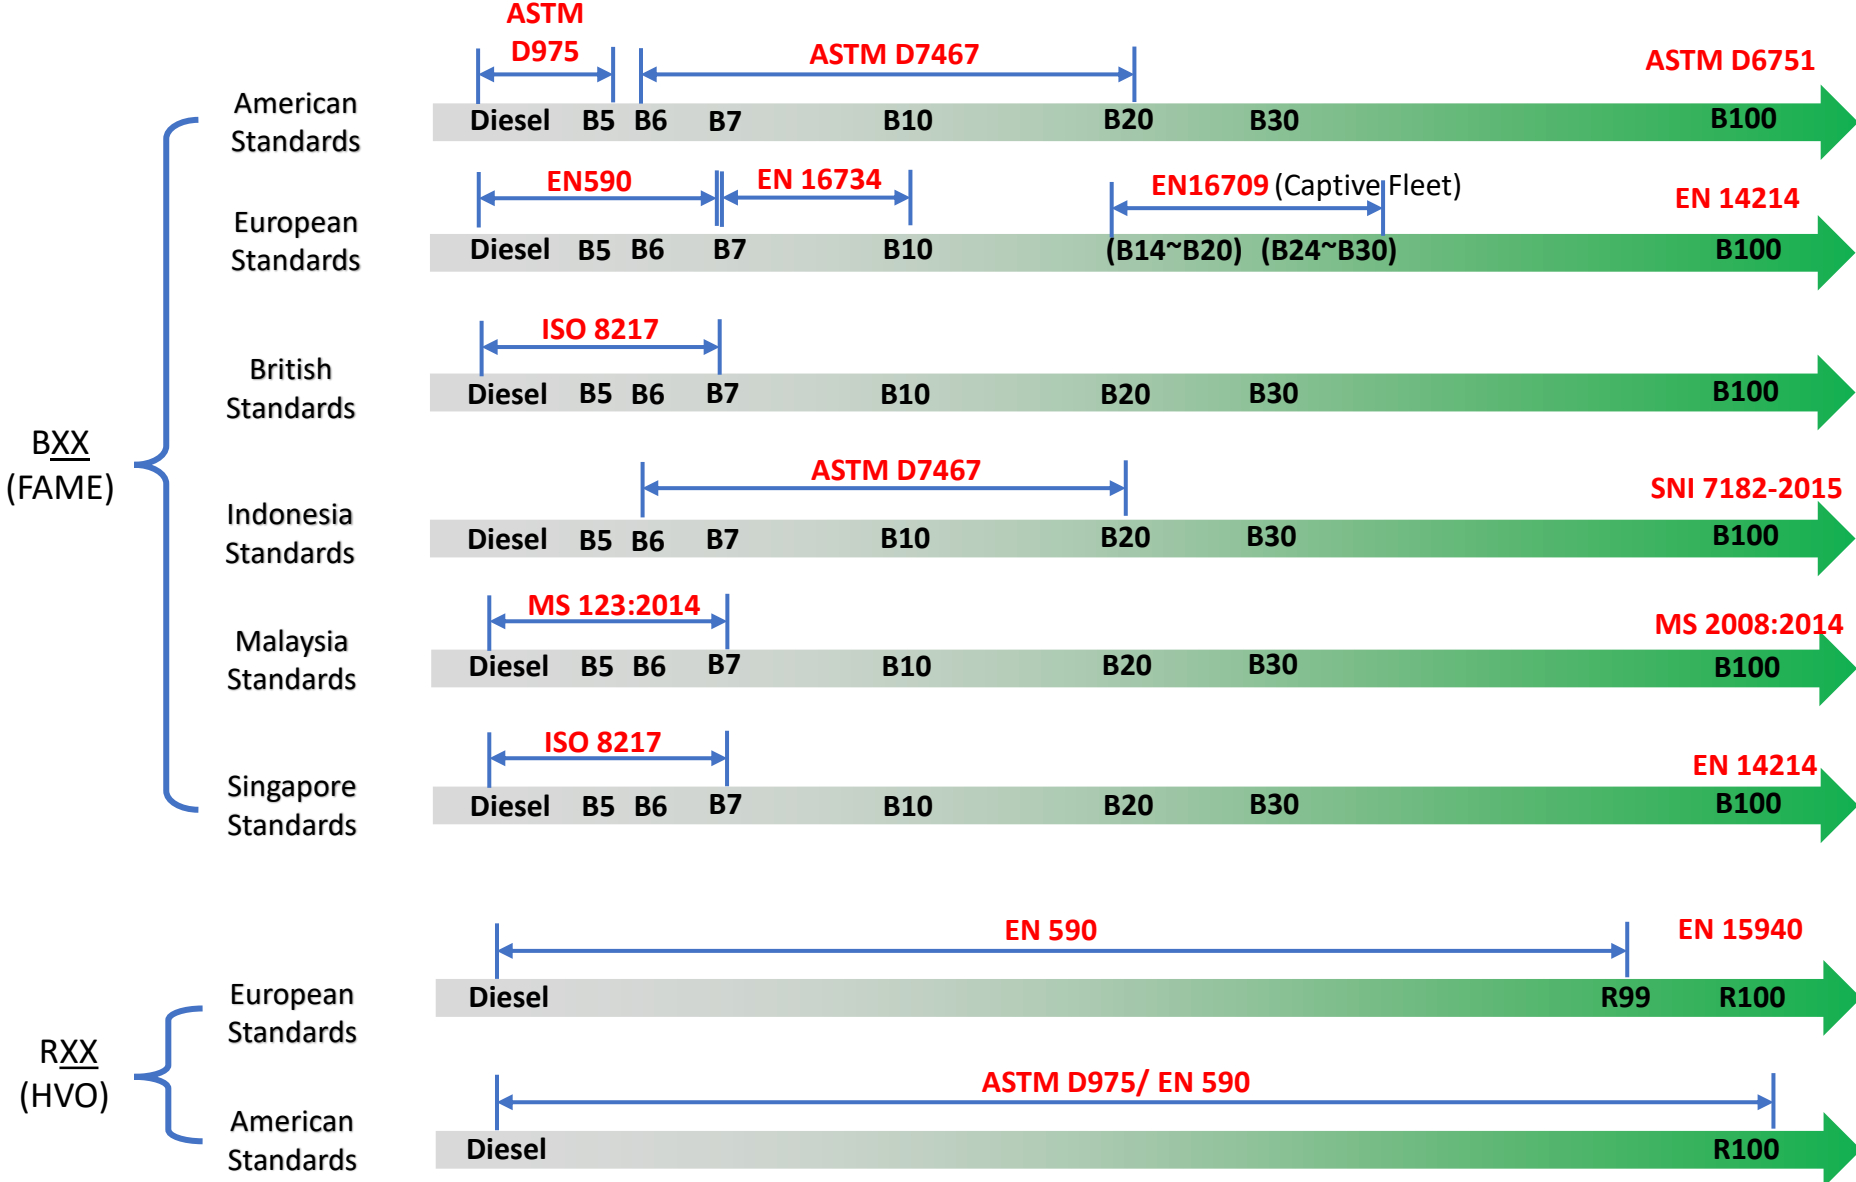 ASTM
D975
ASTM D7467
ASTM D6751
American
Standards
Diesel B5 B6 B7 B10 B20 B30 B100
EN590
EN 16734
EN16709 (Captive Fleet)
EN 14214
European
Standards
Diesel B5 B6 B7 B10 (B14~B20) (B24~B30) B100
ISO 8217
British
Standards
Diesel B5 B6 B7 B10 B20 B30 B100
BXX
(FAME)
ASTM D7467
SNI 7182-2015
Indonesia
Standards
Diesel B5 B6 B7 B10 B20 B30 B100
MS 123:2014
MS 2008:2014
Malaysia
Standards
Diesel B5 B6 B7 B10 B20 B30 B100
ISO 8217
EN 14214
Singapore
Standards
Diesel B5 B6 B7 B10 B20 B30 B100
EN 590
EN 15940
European
Standards
Diesel R99 R100
RXX
(HVO)
ASTM D975/ EN 590
American
Standards
Diesel R100